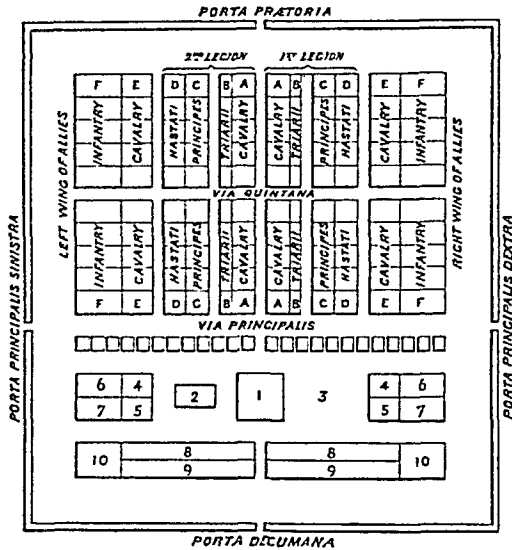 PORTA PRÆTORIA
2ND LEGION 1ST LEGION
F E D C B A A B C D E F
INFANTRY CAVALRY HASTATI PRINCIPES TRIARII CAVALRY CAVALRY TRIARII PRINCIPES HASTATI CAVALRY INFANTRY
LEFT WING OF ALLIES
RIGHT WING OF ALLIES
VIA QUINTANA
INFANTRY CAVALRY HASTATI PRINCIPES TRIARII CAVALRY CAVALRY TRIARII PRINCIPES HASTATI CAVALRY INFANTRY
F E D C B A A B C D E F
PORTA PRINCIPALIS SINISTRA
PORTA PRINCIPALIS DEXTRA
VIA PRINCIPALIS
6 4 2 1 3 4 6
7 5 5 7
10 8 8 10
9 9
PORTA DECUMANA